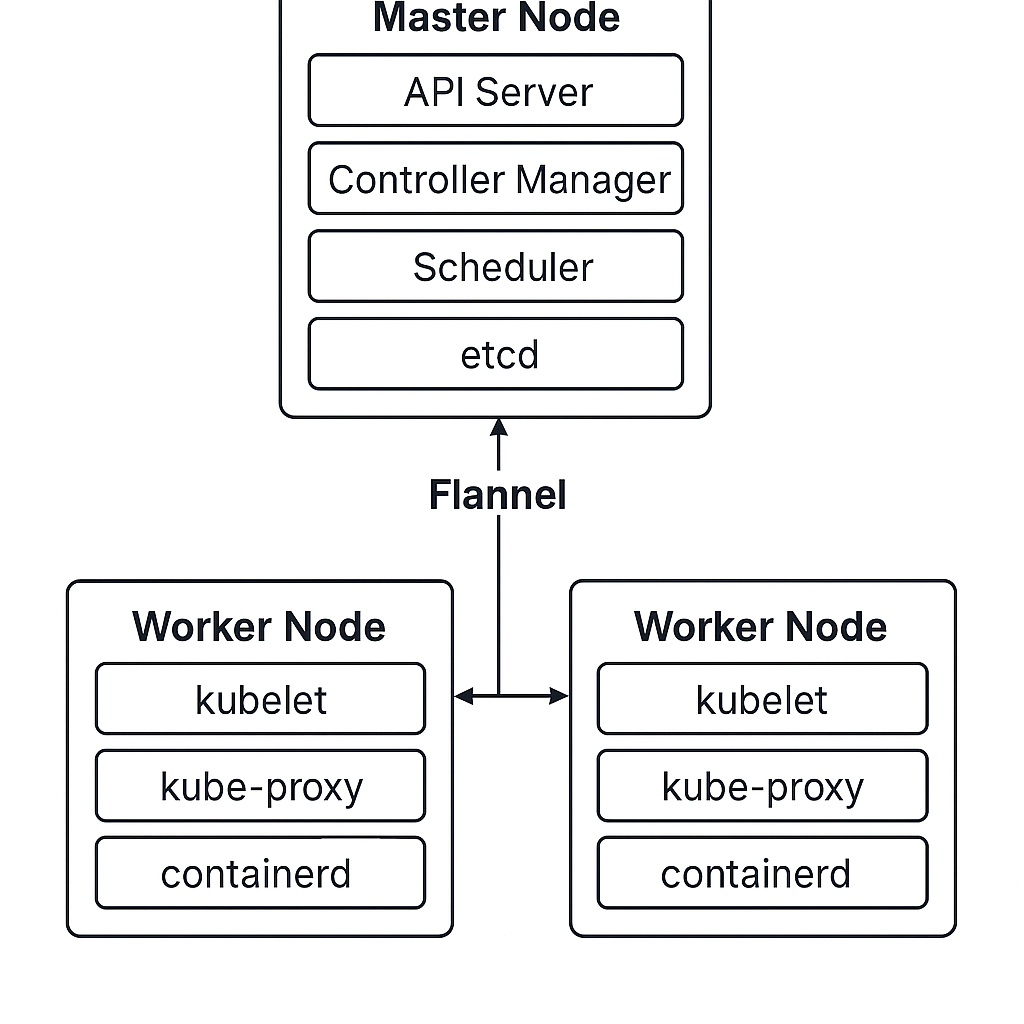 Master Node
API Server
Controller Manager
Scheduler
etcd
Flannel
Worker Node
kubelet
kube-proxy
containerd
Worker Node
kubelet
kube-proxy
containerd